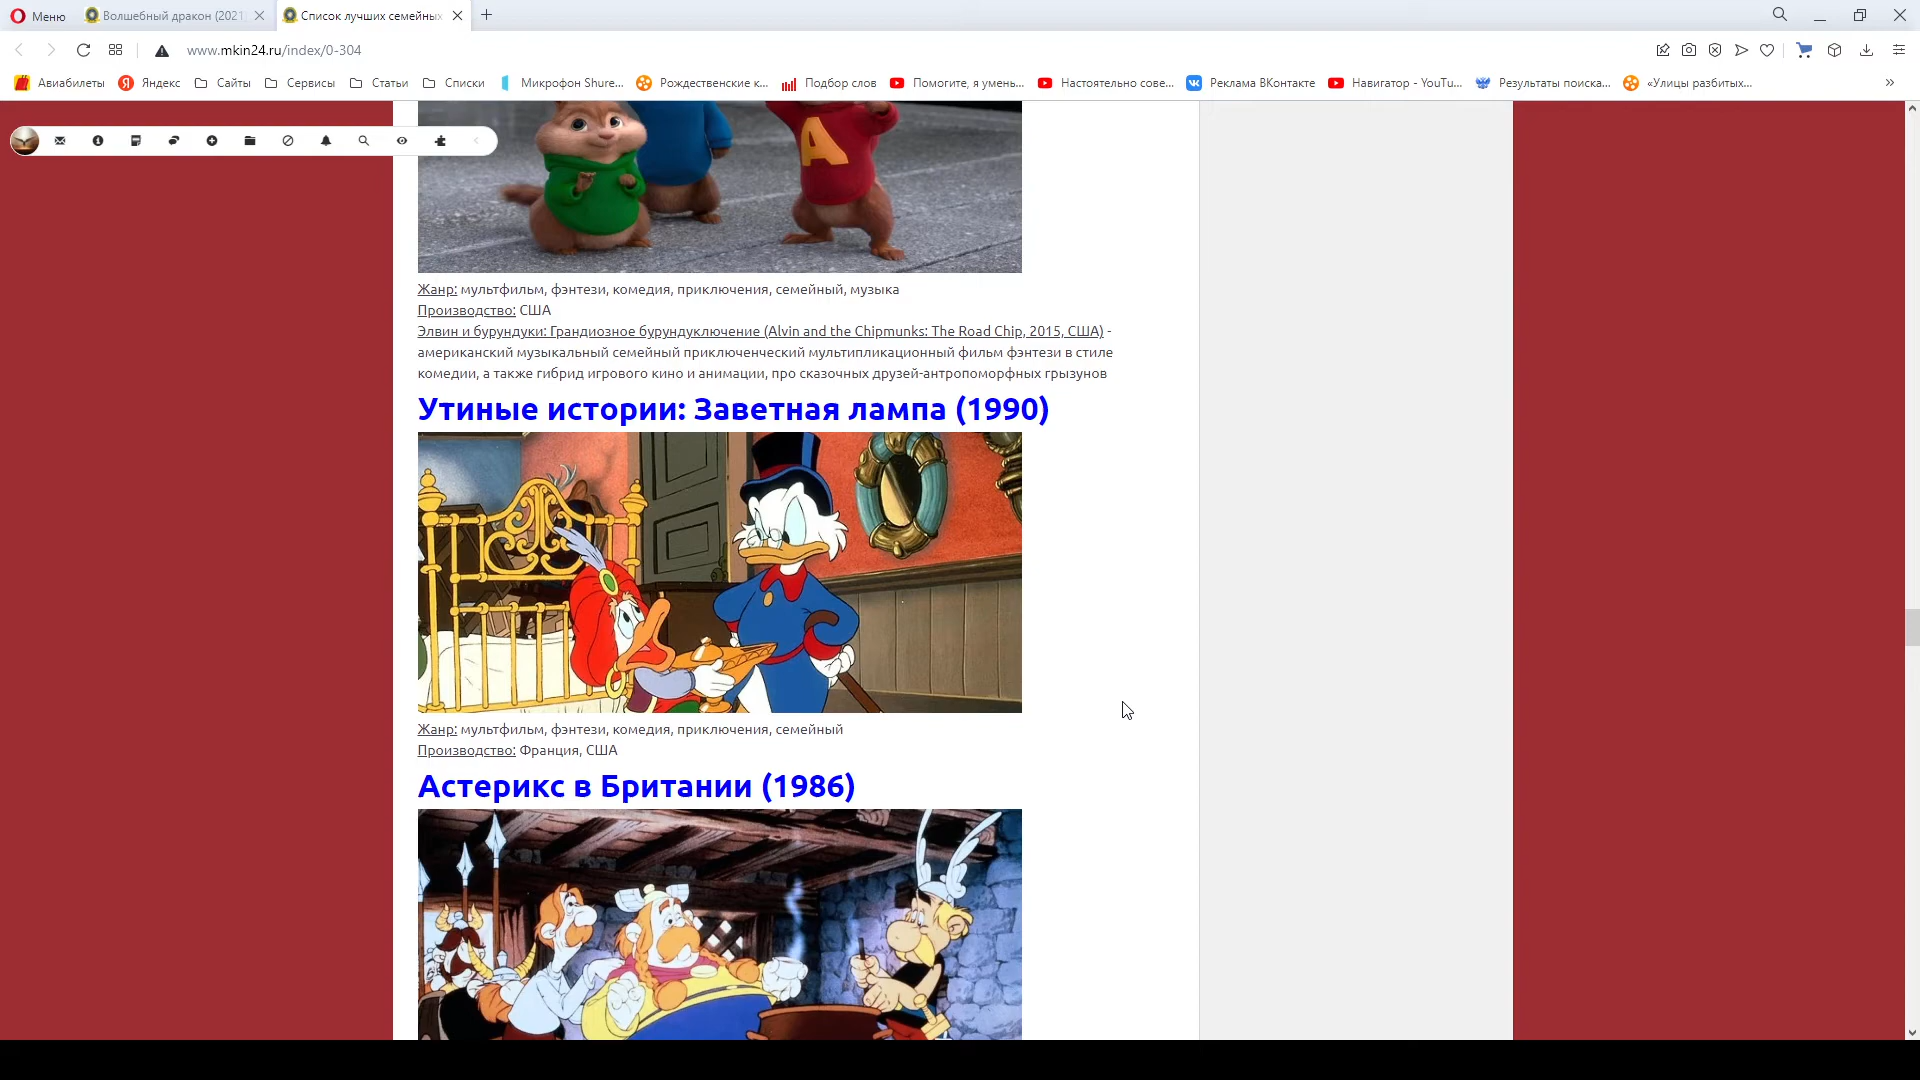 Меню
Волшебный дракон (2021
Список лучших семейных
www.mkin24.ru/index/0-304
Авиабилеты
Яндекс
Сайты
Сервисы
Статьи
Списки
Микрофон Shure...
Рождественские к...
Подбор слов
Помогите, я умень...
Настоятельно сове...
Реклама ВКонтакте
Навигатор - YouTu...
Результаты поиска...
«Улицы разбитых...
A
Жанр: мультфильм, фэнтези, комедия, приключения, семейный, музыка
Производство: США
Элвин и бурундуки: Грандиозное бурундуключение (Alvin and the Chipmunks: The Road Chip, 2015, США) -
американский музыкальный семейный приключенческий мультипликационный фильм фэнтези в стиле
комедии, а также гибрид игрового кино и анимации, про сказочных друзей-антропоморфных грызунов
Утиные истории: Заветная лампа (1990)
Жанр: мультфильм, фэнтези, комедия, приключения, семейный
Производство: Франция, США
Астерикс в Британии (1986)